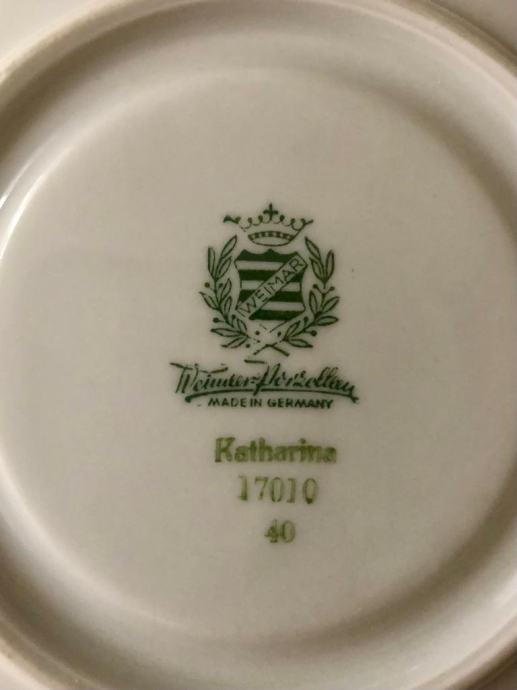 WEIMAR
Weimar-Porzellan
MADE IN GERMANY
Katharina
17010
40